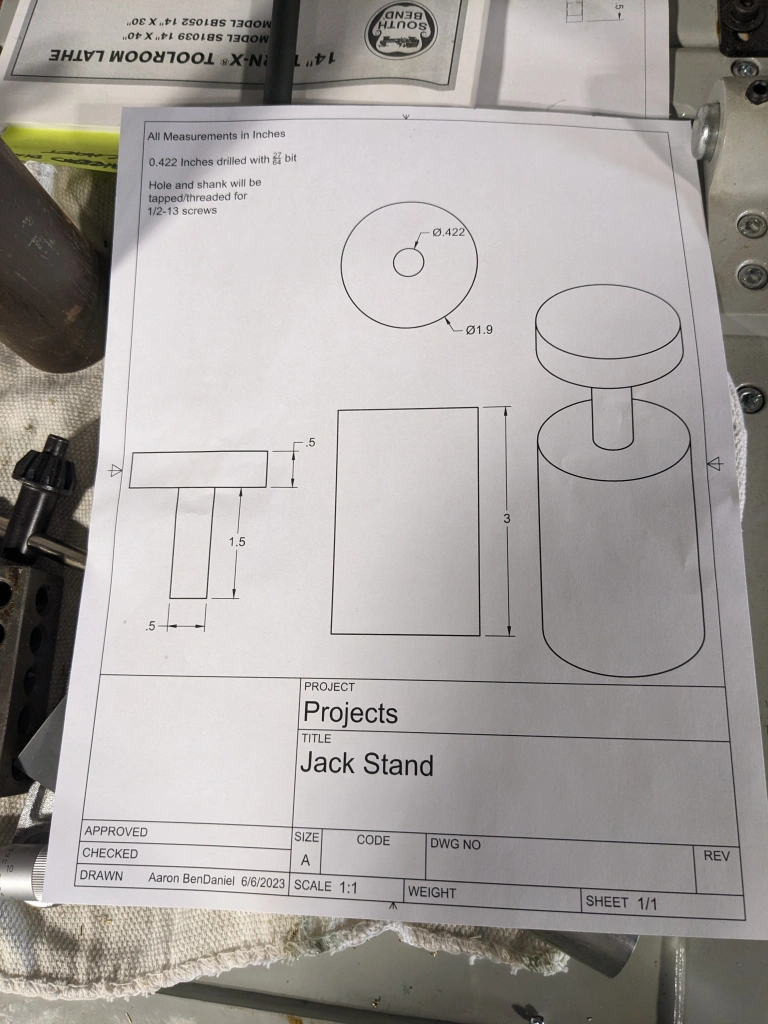 14" TURN-X® TOOLROOM LATHE
MODEL SB1039 14" X 40"
MODEL SB1052 14" X 30"
SOUTH
BEND
.5
All Measurements in Inches
0.422 Inches drilled with 27/64 bit
Hole and shank will be
tapped/threaded for
1/2-13 screws
Ø.422
Ø1.9
.5
1.5
.5
3
PROJECT
Projects
TITLE
Jack Stand
APPROVED
CHECKED
DRAWN Aaron BenDaniel 6/6/2023
SIZE
A
CODE
DWG NO
REV
SCALE 1:1
WEIGHT
SHEET 1/1